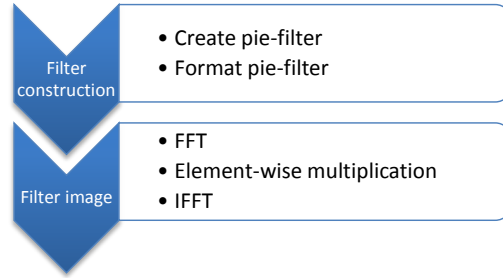 Filter
construction
• Create pie-filter
• Format pie-filter
Filter image
• FFT
• Element-wise multiplication
• IFFT